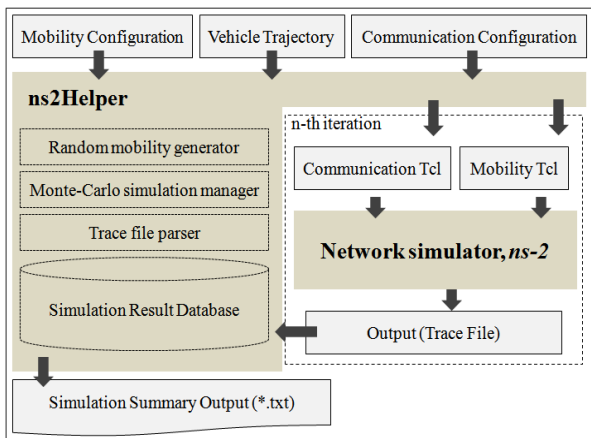 Mobility Configuration
Vehicle Trajectory
Communication Configuration
ns2Helper
Random mobility generator
Monte-Carlo simulation manager
Trace file parser
Simulation Result Database
n-th iteration
Communication Tcl
Mobility Tcl
Network simulator, ns-2
Output (Trace File)
Simulation Summary Output (*.txt)